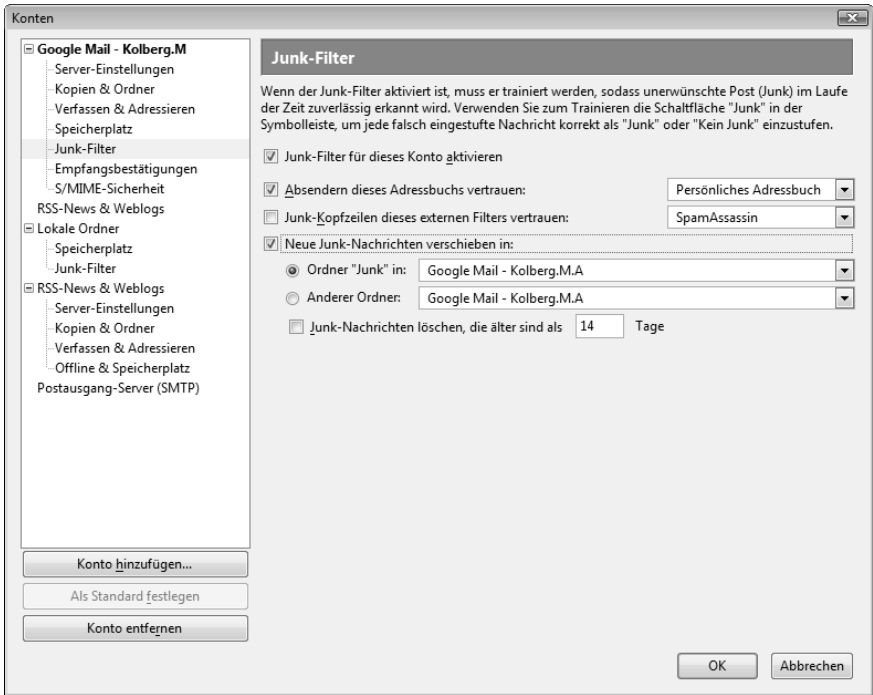 Konten
Google Mail - Kolberg.M
Server-Einstellungen
Kopien & Ordner
Verfassen & Adressieren
Speicherplatz
Junk-Filter
Empfangsbestätigungen
S/MIME-Sicherheit
RSS-News & Weblogs
Lokale Ordner
Speicherplatz
Junk-Filter
RSS-News & Weblogs
Server-Einstellungen
Kopien & Ordner
Verfassen & Adressieren
Offline & Speicherplatz
Postausgang-Server (SMTP)
Konto hinzufügen...
Als Standard festlegen
Konto entfernen
Junk-Filter
Wenn der Junk-Filter aktiviert ist, muss er trainiert werden, sodass unerwünschte Post (Junk) im Laufe
der Zeit zuverlässig erkannt wird. Verwenden Sie zum Trainieren die Schaltfläche "Junk" in der
Symbolleiste, um jede falsch eingestufte Nachricht korrekt als "Junk" oder "Kein Junk" einzustufen.
Junk-Filter für dieses Konto aktivieren
Absendern dieses Adressbuchs vertrauen: Persönliches Adressbuch
Junk-Kopfzeilen dieses externen Filters vertrauen: SpamAssassin
Neue Junk-Nachrichten verschieben in:
Ordner "Junk" in: Google Mail - Kolberg.M.A
Anderer Ordner: Google Mail - Kolberg.M.A
Junk-Nachrichten löschen, die älter sind als 14 Tage
OK Abbrechen